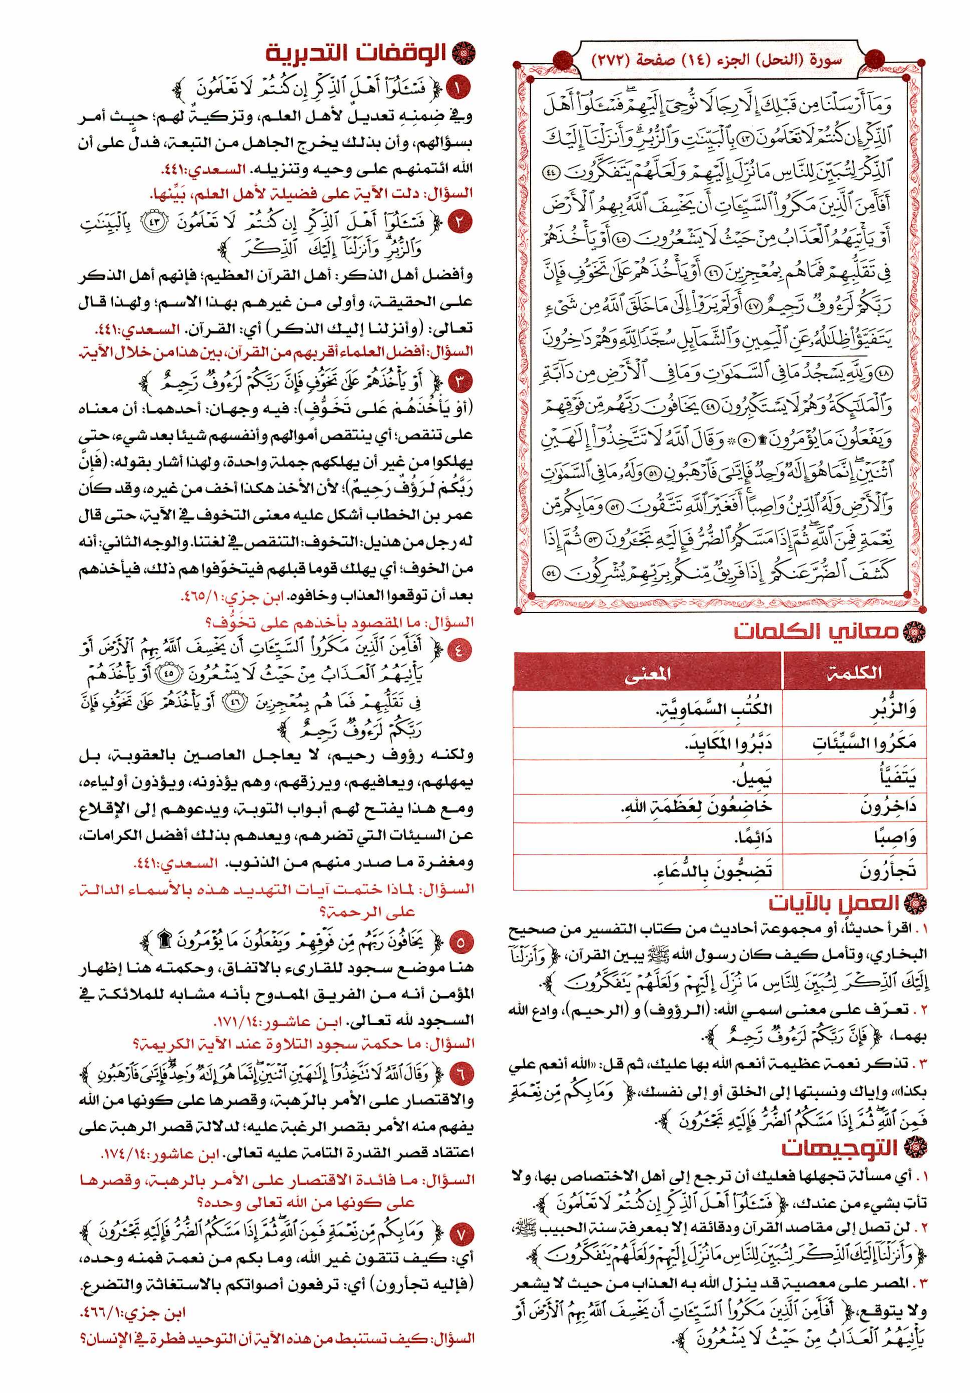 سورة (النحل) الجزء (١٤) صفحة (٢٧٢)
وَمَا أَرْسَلْنَا مِن قَبْلِكَ إِلَّا رِجَالًا نُّوحِىٓ إِلَيْهِمْ ۖ فَسْـَٔلُوٓا۟ أَهْلَ
ٱلذِّكْرِ إِن كُنتُمْ لَا تَعْلَمُونَ ٤٣ بِٱلْبَيِّنَـٰتِ وَٱلزُّبُرِ ۗ وَأَنزَلْنَآ إِلَيْكَ
ٱلذِّكْرَ لِتُبَيِّنَ لِلنَّاسِ مَا نُزِّلَ إِلَيْهِمْ وَلَعَلَّهُمْ يَتَفَكَّرُونَ ٤٤
أَفَأَمِنَ ٱلَّذِينَ مَكَرُوا۟ ٱلسَّيِّـَٔاتِ أَن يَخْسِفَ ٱللَّهُ بِهِمُ ٱلْأَرْضَ
أَوْ يَأْتِيَهُمُ ٱلْعَذَابُ مِنْ حَيْثُ لَا يَشْعُرُونَ ٤٥ أَوْ يَأْخُذَهُمْ
فِى تَقَلُّبِهِمْ فَمَا هُم بِمُعْجِزِينَ ٤٦ أَوْ يَأْخُذَهُمْ عَلَىٰ تَخَوُّفٍ فَإِنَّ
رَبَّكُمْ لَرَءُوفٌ رَّحِيمٌ ٤٧ أَوَلَمْ يَرَوْا۟ إِلَىٰ مَا خَلَقَ ٱللَّهُ مِن شَىْءٍ
يَتَفَيَّؤُا۟ ظِلَـٰلُهُۥ عَنِ ٱلْيَمِينِ وَٱلشَّمَآئِلِ سُجَّدًا لِّلَّهِ وَهُمْ دَٰخِرُونَ
٤٨ وَلِلَّهِ يَسْجُدُ مَا فِى ٱلسَّمَـٰوَٰتِ وَمَا فِى ٱلْأَرْضِ مِن دَآبَّةٍ
وَٱلْمَلَـٰٓئِكَةُ وَهُمْ لَا يَسْتَكْبِرُونَ ٤٩ يَخَافُونَ رَبَّهُم مِّن فَوْقِهِمْ
وَيَفْعَلُونَ مَا يُؤْمَرُونَ ۩ ٥٠ ۞ وَقَالَ ٱللَّهُ لَا تَتَّخِذُوٓا۟ إِلَـٰهَيْنِ
ٱثْنَيْنِ ۖ إِنَّمَا هُوَ إِلَـٰهٌ وَٰحِدٌ ۖ فَإِيَّـٰىَ فَٱرْهَبُونِ ٥١ وَلَهُۥ مَا فِى ٱلسَّمَـٰوَٰتِ
وَٱلْأَرْضِ وَلَهُ ٱلدِّينُ وَاصِبًا ۚ أَفَغَيْرَ ٱللَّهِ تَتَّقُونَ ٥٢ وَمَا بِكُم مِّن
نِّعْمَةٍ فَمِنَ ٱللَّهِ ۖ ثُمَّ إِذَا مَسَّكُمُ ٱلضُّرُّ فَإِلَيْهِ تَجْـَٔرُونَ ٥٣ ثُمَّ إِذَا
كَشَفَ ٱلضُّرَّ عَنكُمْ إِذَا فَرِيقٌ مِّنكُم بِرَبِّهِمْ يُشْرِكُونَ ٥٤
معاني الكلمات
الكلمة المعنى
وَالزُّبُرِ الكُتُبِ السَّمَاوِيَّةِ.
مَكَرُوا السَّيِّئَاتِ دَبَّرُوا المَكَايِدَ.
يَتَفَيَّأُ يَمِيلُ.
دَاخِرُونَ خَاضِعُونَ لِعَظَمَةِ اللهِ.
وَاصِبًا دَائِمًا.
تَجأَرُونَ تَضِجُّونَ بِالدُّعَاءِ.
العمل بالآيات
١. اقرأ حديثاً، أو مجموعة أحاديث من كتاب التفسير من صحيح
البخاري، وتأمل كيف كان رسول الله ﷺ يبين القرآن، ﴿ وَأَنزَلْنَآ
إِلَيْكَ ٱلذِّكْرَ لِتُبَيِّنَ لِلنَّاسِ مَا نُزِّلَ إِلَيْهِمْ وَلَعَلَّهُمْ يَتَفَكَّرُونَ ﴾.
٢. تعرّف على معنى اسمي الله: (الرؤوف) و (الرحيم)، وادع الله
بهما، ﴿ فَإِنَّ رَبَّكُمْ لَرَءُوفٌ رَّحِيمٌ ﴾.
٣. تذكر نعمة عظيمة أنعم الله بها عليك، ثم قل: «الله أنعم علي
بكذا»، وإياك ونسبتها إلى الخلق أو إلى نفسك، ﴿ وَمَا بِكُم مِّن نِّعْمَةٍ
فَمِنَ ٱللَّهِ ۖ ثُمَّ إِذَا مَسَّكُمُ ٱلضُّرُّ فَإِلَيْهِ تَجْـَٔرُونَ ﴾.
التوجيهات
١. أي مسألة تجهلها فعليك أن ترجع إلى أهل الاختصاص بها، ولا
تأت بشيء من عندك، ﴿ فَسْـَٔلُوٓا۟ أَهْلَ ٱلذِّكْرِ إِن كُنتُمْ لَا تَعْلَمُونَ ﴾.
٢. لن تصل إلى مقاصد القرآن ودقائقه إلا بمعرفة سنة الحبيب ﷺ،
﴿ وَأَنزَلْنَآ إِلَيْكَ ٱلذِّكْرَ لِتُبَيِّنَ لِلنَّاسِ مَا نُزِّلَ إِلَيْهِمْ وَلَعَلَّهُمْ يَتَفَكَّرُونَ ﴾.
٣. المصر على معصية قد ينزل الله به العذاب من حيث لا يشعر
ولا يتوقع، ﴿ أَفَأَمِنَ ٱلَّذِينَ مَكَرُوا۟ ٱلسَّيِّـَٔاتِ أَن يَخْسِفَ ٱللَّهُ بِهِمُ ٱلْأَرْضَ أَوْ
يَأْتِيَهُمُ ٱلْعَذَابُ مِنْ حَيْثُ لَا يَشْعُرُونَ ﴾.
الوقفات التدبرية
١ ﴿ فَسْـَٔلُوٓا۟ أَهْلَ ٱلذِّكْرِ إِن كُنتُمْ لَا تَعْلَمُونَ ﴾
وفي ضِمنِهِ تعديلٌ لأهل العلم، وتزكيةٌ لهم؛ حيث أمر
بسؤالهم، وأن بذلك يخرج الجاهل من التبعة، فدلَّ على أن
الله ائتمنهم على وحيه وتنزيله. السعدي:٤٤١.
السؤال: دلت الآية على فضيلة لأهل العلم، بَيِّنها.
٢ ﴿ فَسْـَٔلُوٓا۟ أَهْلَ ٱلذِّكْرِ إِن كُنتُمْ لَا تَعْلَمُونَ ٤٣ بِٱلْبَيِّنَـٰتِ
وَٱلزُّبُرِ ۗ وَأَنزَلْنَآ إِلَيْكَ ٱلذِّكْرَ ﴾
وأفضل أهل الذكر: أهل القرآن العظيم؛ فإنهم أهل الذكر
على الحقيقة، وأولى من غيرهم بهذا الاسم؛ ولهذا قال
تعالى: (وأنزلنا إليك الذكر) أي: القرآن. السعدي:٤٤١.
السؤال: أفضل العلماء أقربهم من القرآن، بين هذا من خلال الآية.
٣ ﴿ أَوْ يَأْخُذَهُمْ عَلَىٰ تَخَوُّفٍ فَإِنَّ رَبَّكُمْ لَرَءُوفٌ رَّحِيمٌ ﴾
(أو يَأْخُذَهُمْ عَلى تَخَوُّفٍ): فيه وجهان: أحدهما: أن معناه
على تنقص؛ أي ينتقص أموالهم وأنفسهم شيئا بعد شيء، حتى
يهلكوا من غير أن يهلكهم جملة واحدة، ولهذا أشار بقوله: (فَإِنَّ
رَبَّكُمْ لَرَؤُفٌ رَحِيمٌ)؛ لأن الأخذ هكذا أخف من غيره، وقد كان
عمر بن الخطاب أشكل عليه معنى التخوف في الآية، حتى قال
له رجل من هذيل: التخوف: التنقص في لغتنا. والوجه الثاني: أنه
من الخوف؛ أي يهلك قوما قبلهم فيتخوّفوا هم ذلك، فيأخذهم
بعد أن توقعوا العذاب وخافوه. ابن جزي:٤٦٥/١.
السؤال: ما المقصود بأخذهم على تخَوُّف؟
٤ ﴿ أَفَأَمِنَ ٱلَّذِينَ مَكَرُوا۟ ٱلسَّيِّـَٔاتِ أَن يَخْسِفَ ٱللَّهُ بِهِمُ ٱلْأَرْضَ أَوْ
يَأْتِيَهُمُ ٱلْعَذَابُ مِنْ حَيْثُ لَا يَشْعُرُونَ ٤٥ أَوْ يَأْخُذَهُمْ
فِى تَقَلُّبِهِمْ فَمَا هُم بِمُعْجِزِينَ ٤٦ أَوْ يَأْخُذَهُمْ عَلَىٰ تَخَوُّفٍ فَإِنَّ
رَبَّكُمْ لَرَءُوفٌ رَّحِيمٌ ﴾
ولكنه رؤوف رحيم، لا يعاجل العاصين بالعقوبة، بل
يمهلهم، ويعافيهم، ويرزقهم، وهم يؤذونه، ويؤذون أولياءه،
ومع هذا يفتح لهم أبواب التوبة، ويدعوهم إلى الإقلاع
عن السيئات التي تضرهم، ويعدهم بذلك أفضل الكرامات،
ومغفرة ما صدر منهم من الذنوب. السعدي:٤٤١.
السؤال: لماذا ختمت آيات التهديد هذه بالأسماء الدالة
على الرحمة؟
٥ ﴿ يَخَافُونَ رَبَّهُم مِّن فَوْقِهِمْ وَيَفْعَلُونَ مَا يُؤْمَرُونَ ۩ ﴾
هنا موضع سجود للقارىء بالاتفاق، وحكمته هنا إظهار
المؤمن أنه من الفريق الممدوح بأنه مشابه للملائكة في
السجود لله تعالى. ابن عاشور:١٧١/١٤.
السؤال: ما حكمة سجود التلاوة عند الآية الكريمة؟
٦ ﴿ وَقَالَ ٱللَّهُ لَا تَتَّخِذُوٓا۟ إِلَـٰهَيْنِ ٱثْنَيْنِ ۖ إِنَّمَا هُوَ إِلَـٰهٌ وَٰحِدٌ ۖ فَإِيَّـٰىَ فَٱرْهَبُونِ ﴾
والاقتصار على الأمر بالرّهبة، وقصرها على كونها من الله
يفهم منه الأمر بقصر الرغبة عليه؛ لدلالة قصر الرهبة على
اعتقاد قصر القدرة التامة عليه تعالى. ابن عاشور:١٧٤/١٤.
السؤال: ما فائدة الاقتصار على الأمر بالرهبة، وقصرها
على كونها من الله تعالى وحده؟
٧ ﴿ وَمَا بِكُم مِّن نِّعْمَةٍ فَمِنَ ٱللَّهِ ۖ ثُمَّ إِذَا مَسَّكُمُ ٱلضُّرُّ فَإِلَيْهِ تَجْـَٔرُونَ ﴾
أي: كيف تتقون غير الله، وما بكم من نعمة فمنه وحده،
(فإليه تجأرون) أي: ترفعون أصواتكم بالاستغاثة والتضرع.
ابن جزي:٤٦٦/١.
السؤال: كيف تستنبط من هذه الآية أن التوحيد فطرة في الإنسان؟